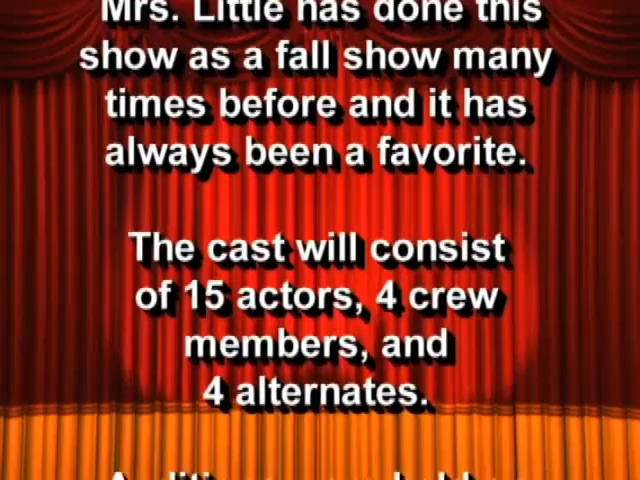 Mrs. Little has done this
show as a fall show many
times before and it has
always been a favorite.
The cast will consist
of 15 actors, 4 crew
members, and
4 alternates.